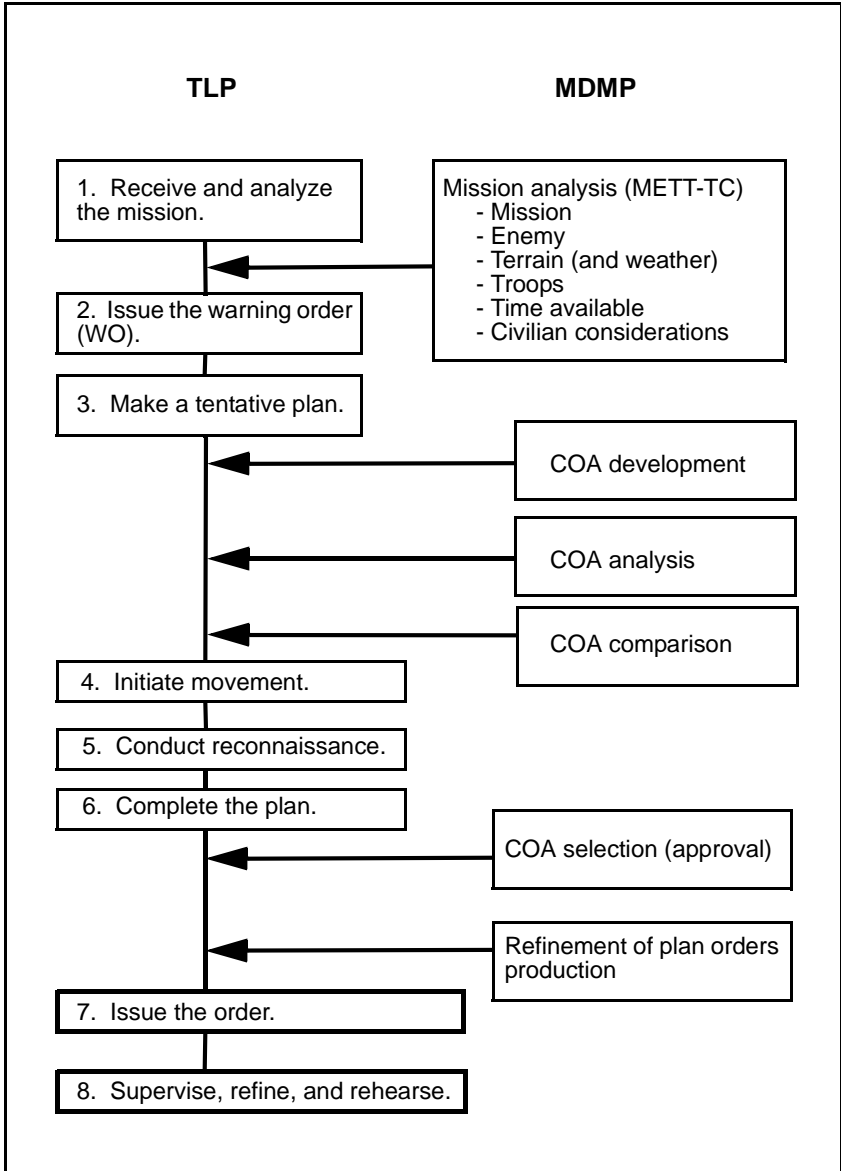 TLP
MDMP
1. Receive and analyze
the mission.
Mission analysis (METT-TC)
- Mission
- Enemy
- Terrain (and weather)
- Troops
- Time available
- Civilian considerations
2. Issue the warning order
(WO).
3. Make a tentative plan.
COA development
COA analysis
COA comparison
4. Initiate movement.
5. Conduct reconnaissance.
6. Complete the plan.
COA selection (approval)
Refinement of plan orders
production
7. Issue the order.
8. Supervise, refine, and rehearse.